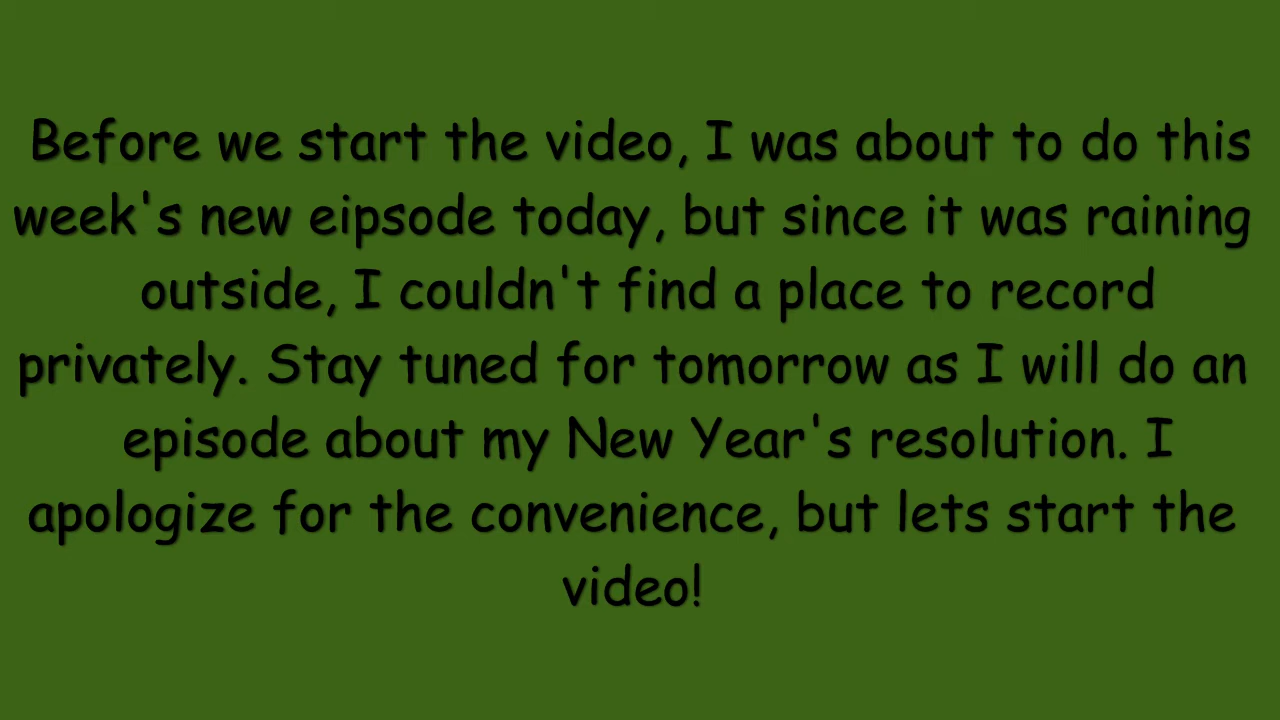 Before we start the video, I was about to do this
week's new eipsode today, but since it was raining
outside, I couldn't find a place to record
privately. Stay tuned for tomorrow as I will do an
episode about my New Year's resolution. I
apologize for the convenience, but lets start the
video!